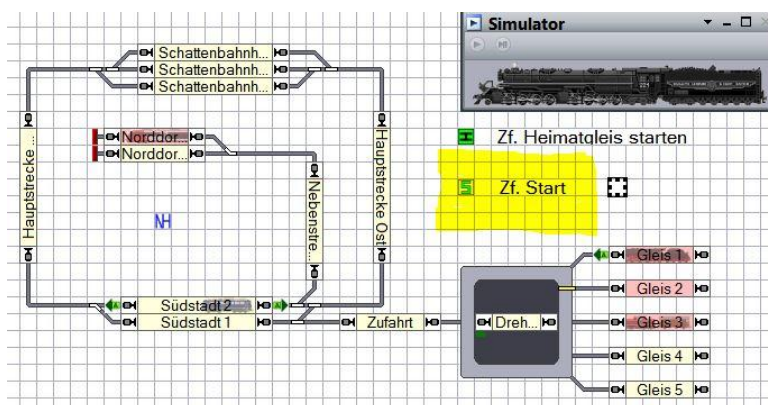 Simulator
Schattenbahnh...
Schattenbahnh...
Schattenbahnh...
Norddor...
Norddor...
Hauptstrecke ...
Hauptstrecke Ost
Nebenstre...
NH
Zf. Heimatgleis starten
S Zf. Start
A Südstadt 2 A
Südstadt 1
Zufahrt
Dreh...
A Gleis 1
Gleis 2
Gleis 3
Gleis 4
Gleis 5